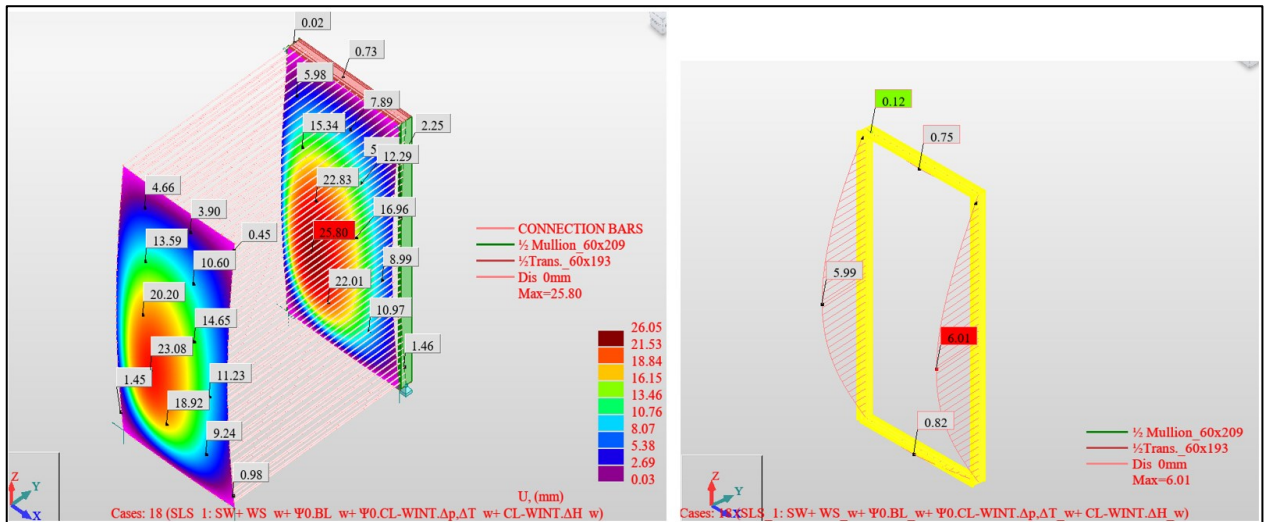 0.02
0.73
5.98
7.89
15.34
2.25
5
12.29
22.83
16.96
25.80
8.99
22.01
10.97
1.46
4.66
3.90
0.45
13.59
10.60
20.20
14.65
23.08
1.45
11.23
18.92
9.24
0.98
CONNECTION BARS
½ Mullion_60x209
½Trans._60x193
Dis 0mm
Max=25.80
26.05
21.53
18.84
16.15
13.46
10.76
8.07
5.38
2.69
0.03
U, (mm)
Z
Y
X
Cases: 18 (SLS_1: SW+ WS_w+ Ψ0.BL_w+ Ψ0.CL-WINT.Δp,ΔT_w+ CL-WINT.ΔH_w)
0.12
0.75
5.99
6.01
0.82
½ Mullion_60x209
½Trans._60x193
Dis 0mm
Max=6.01
Z
Y
X
Cases: 18 (SLS_1: SW+ WS_w+ Ψ0.BL_w+ Ψ0.CL-WINT.Δp,ΔT_w+ CL-WINT.ΔH_w)